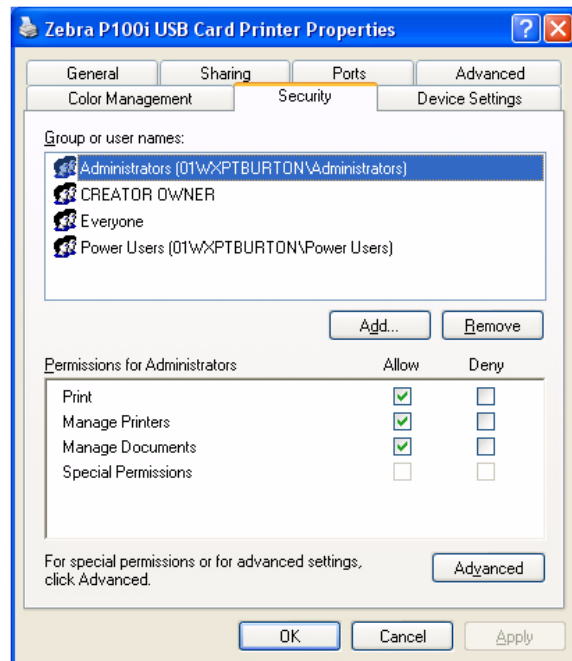 Zebra P100i USB Card Printer Properties
General Sharing Ports Advanced
Color Management Security Device Settings
Group or user names:
Administrators (01WXPTBURTON\Administrators)
CREATOR OWNER
Everyone
Power Users (01WXPTBURTON\Power Users)
Add... Remove
Permissions for Administrators Allow Deny
Print
Manage Printers
Manage Documents
Special Permissions
For special permissions or for advanced settings,
click Advanced.
Advanced
OK Cancel Apply